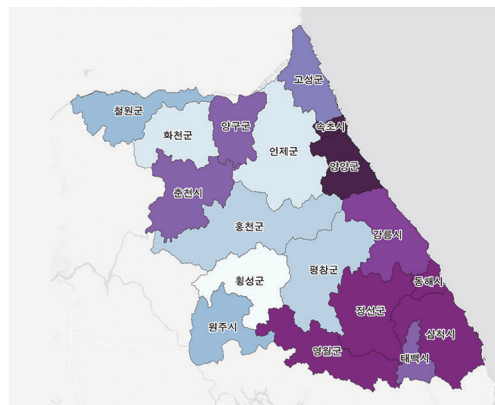 고성군
철원군
속초시
양구군
화천군
인제군
양양군
춘천시
홍천군
강릉시
평창군
횡성군
동해시
정선군
원주시
삼척시
영월군
태백시